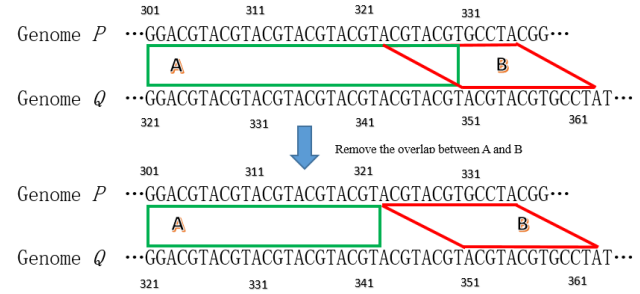 301 311 321 331
Genome P ···GGACGTACGTACGTACGTACGTACGTACGTGCCTACGG···
A B
Genome Q ···GGACGTACGTACGTACGTACGTACGTACGTACGTACGTGCCTAT···
321 331 341 351 361
Remove the overlap between A and B
301 311 321 331
Genome P ···GGACGTACGTACGTACGTACGTACGTACGTGCCTACGG···
A B
Genome Q ···GGACGTACGTACGTACGTACGTACGTACGTACGTACGTGCCTAT···
321 331 341 351 361